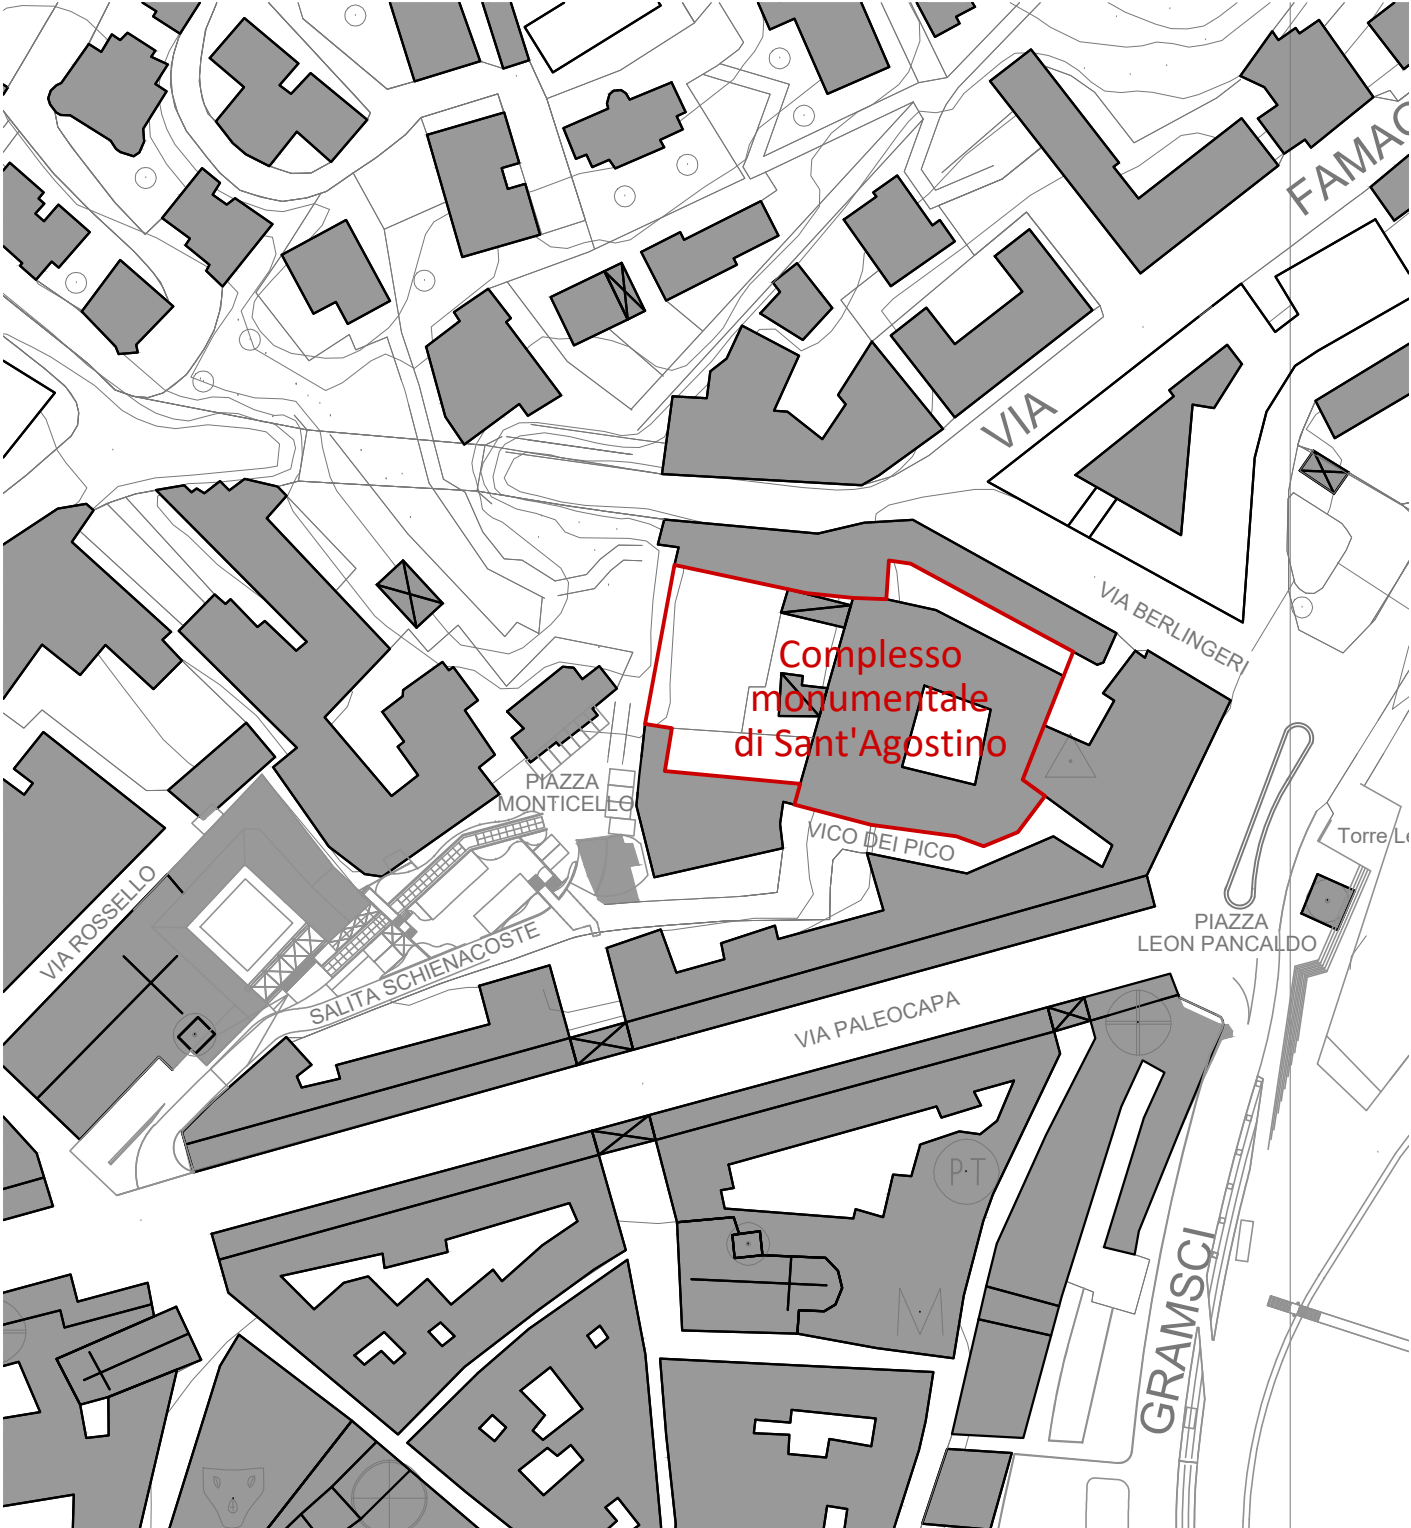 FAMAG
VIA
VIA BERLINGERI
Complesso
monumentale
di Sant'Agostino
PIAZZA
MONTICELLO
VICO DEI PICO
Torre Le
VIA ROSSELLO
SALITA SCHIENACOSTE
PIAZZA
LEON PANCALDO
VIA PALEOCAPA
PT
M
GRAMSCI